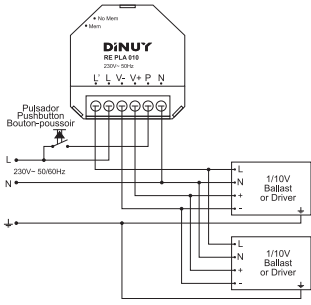 No Mem
Mem
DiNUY
RE PLA 010
230V~ 50Hz
L' L V- V+ P N
Pulsador
Pushbutton
Bouton-poussoir
L
230V~ 50/60Hz
N
L
N
+
-
1/10V
Ballast
or Driver
L
N
+
-
1/10V
Ballast
or Driver